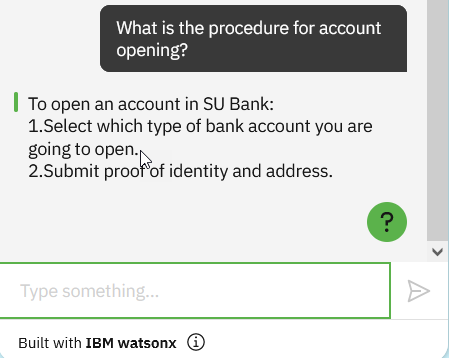 What is the procedure for account
opening?
To open an account in SU Bank:
1.Select which type of bank account you are
going to open.
2.Submit proof of identity and address.
?
Type something...
Built with IBM watsonx